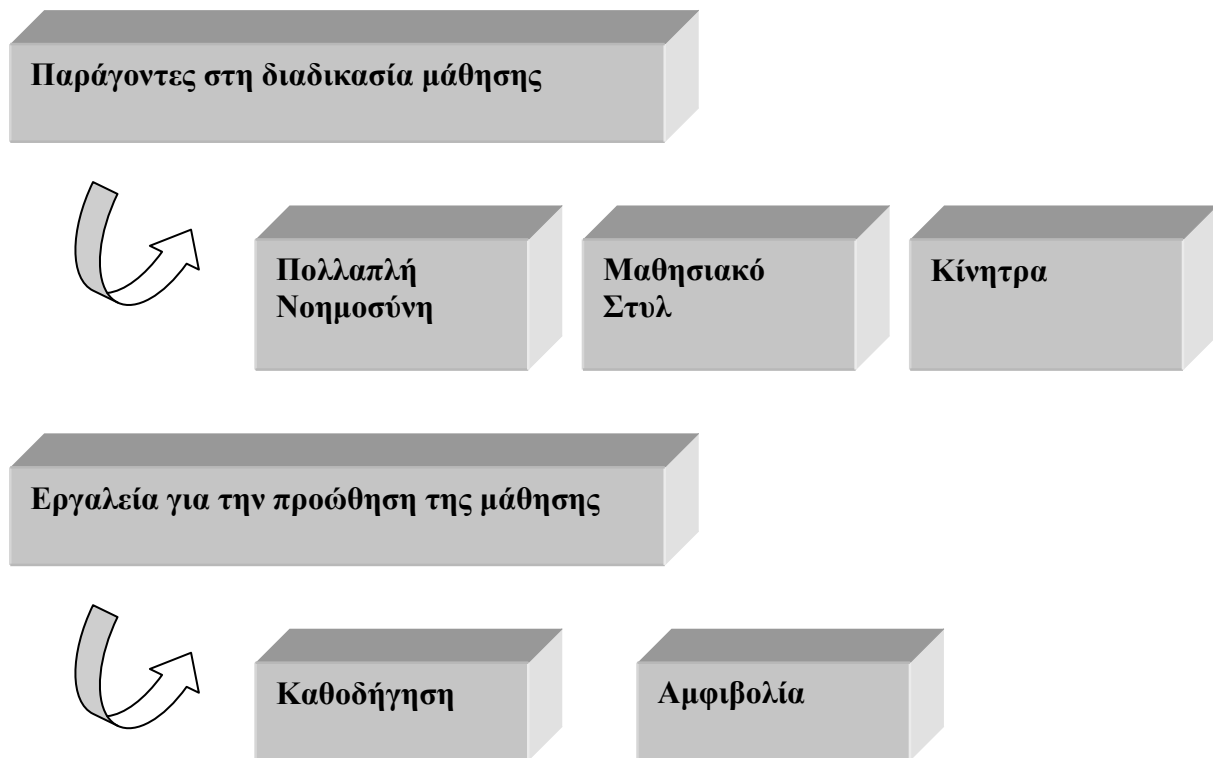 Παράγοντες στη διαδικασία μάθησης
Πολλαπλή
Νοημοσύνη
Μαθησιακό
Στυλ
Κίνητρα
Εργαλεία για την προώθηση της μάθησης
Καθοδήγηση
Αμφιβολία